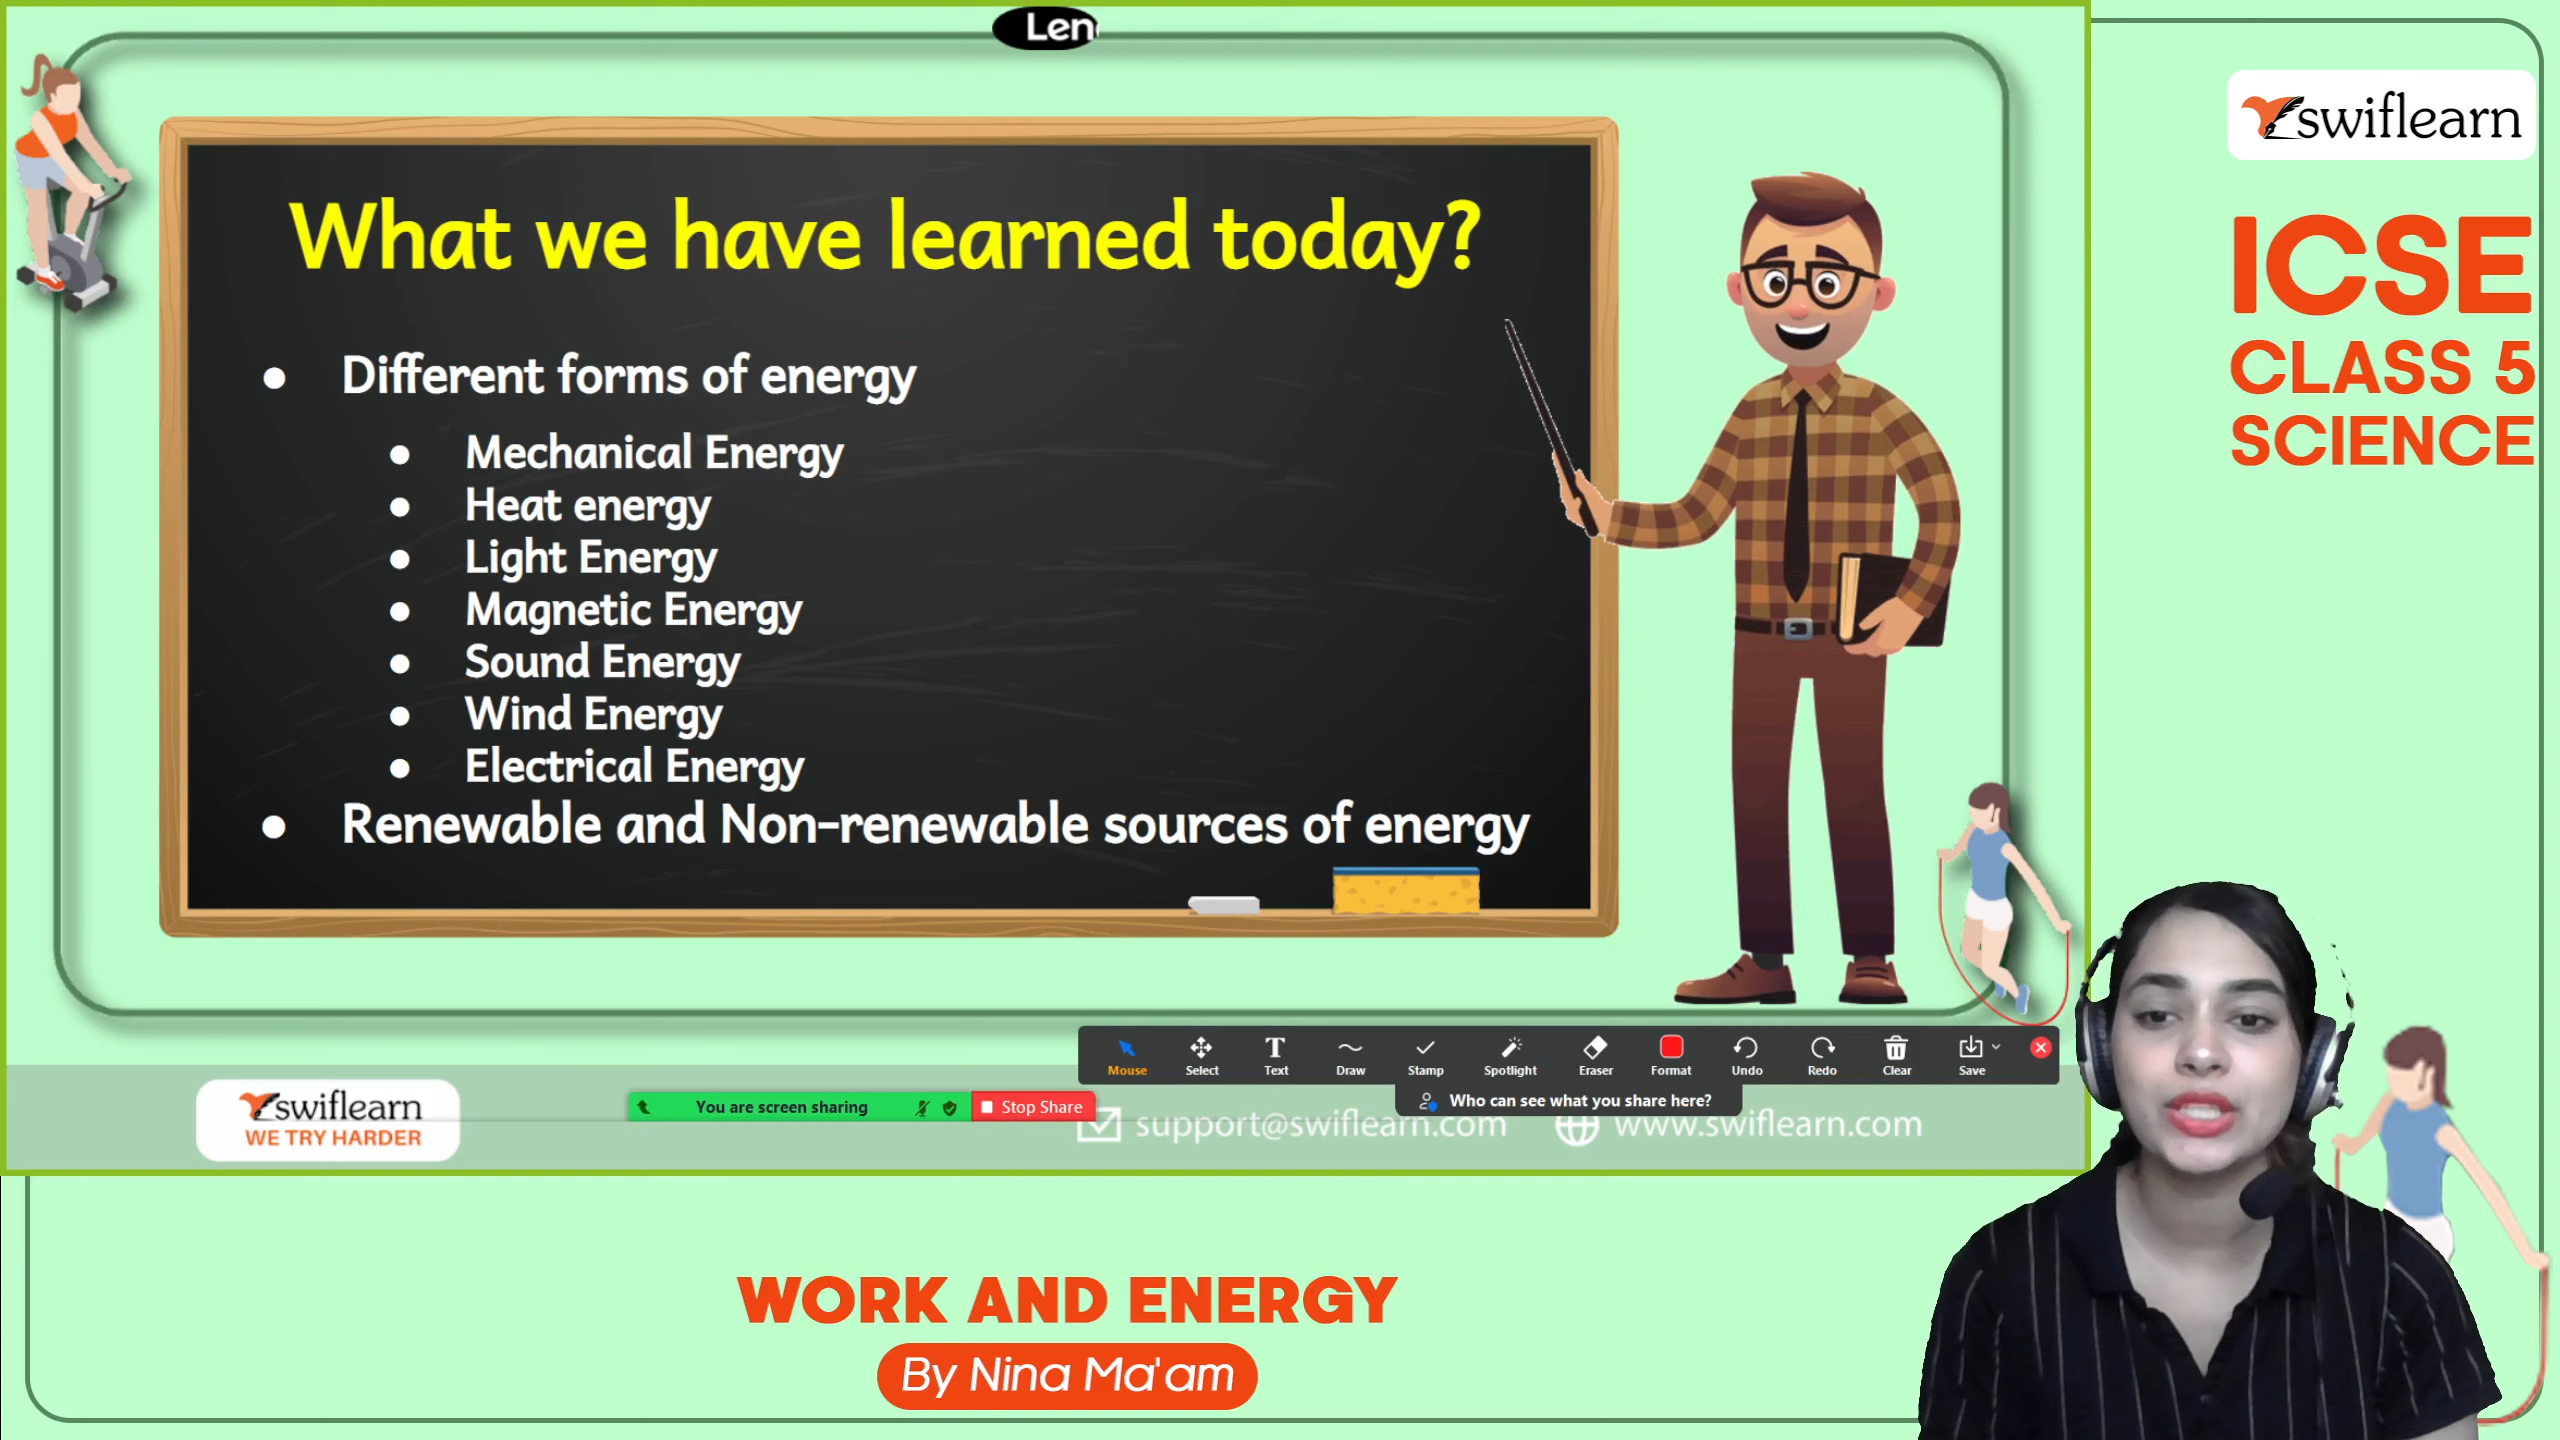 Len
swiflearn
ICSE
CLASS 5
SCIENCE
What we have learned today?
● Different forms of energy
● Mechanical Energy
● Heat energy
● Light Energy
● Magnetic Energy
● Sound Energy
● Wind Energy
● Electrical Energy
● Renewable and Non-renewable sources of energy
Mouse Select Text Draw Stamp Spotlight Eraser Format Undo Redo Clear Save
Who can see what you share here?
You are screen sharing Stop Share
swiflearn
WE TRY HARDER
support@swiflearn.com www.swiflearn.com
WORK AND ENERGY
By Nina Ma'am